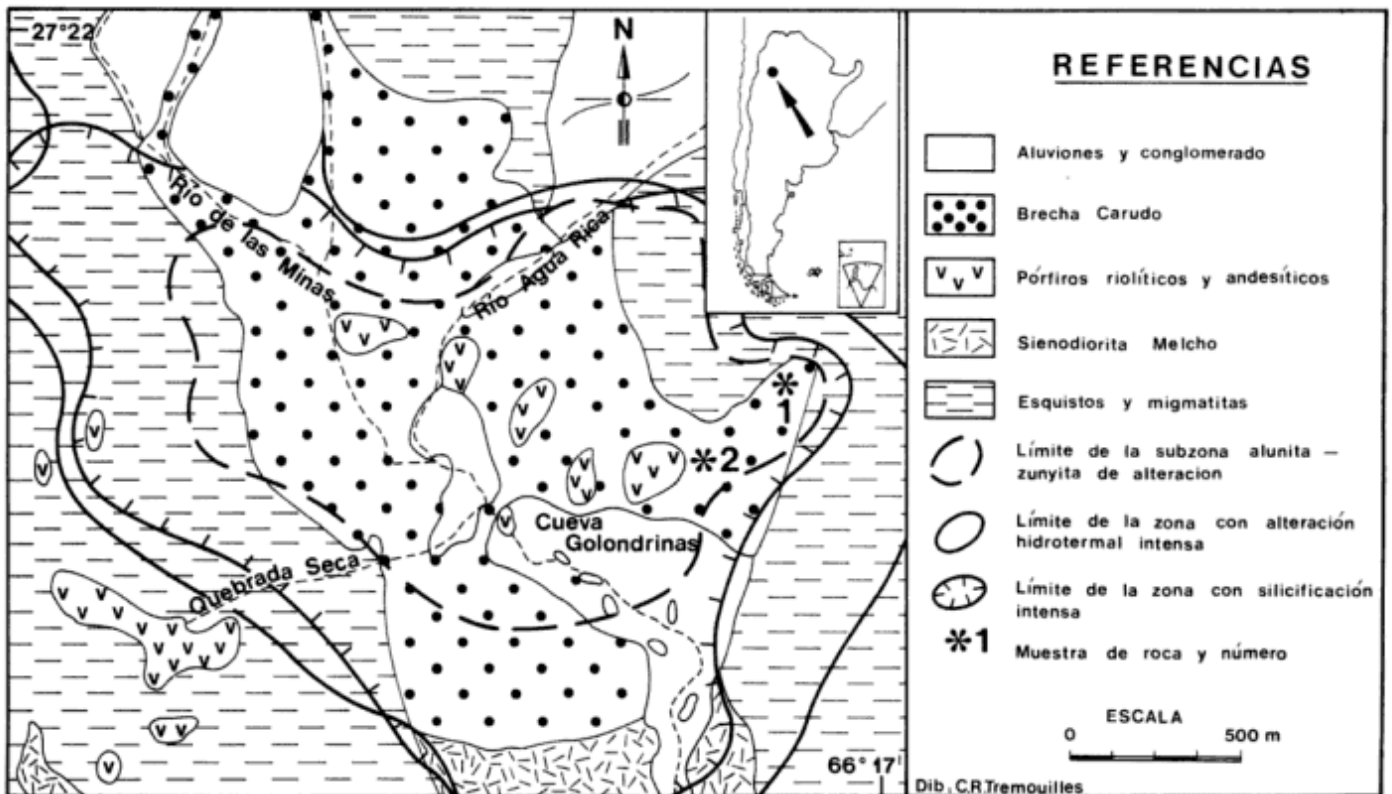 27°22
N
Río de las Minas
Río Agua Rica
1
2
Cueva
Golondrinas
Quebrada Seca
66°17'
REFERENCIAS
Aluviones y conglomerado
Brecha Carudo
Pórfiros riolíticos y andesíticos
Sienodiorita Melcho
Esquistos y migmatitas
Límite de la subzona alunita —
zunyita de alteracion
Límite de la zona con alteración
hidrotermal intensa
Límite de la zona con silicificación
intensa
*1 Muestra de roca y número
ESCALA
0 500 m
Dib. C.R.Tremouilles